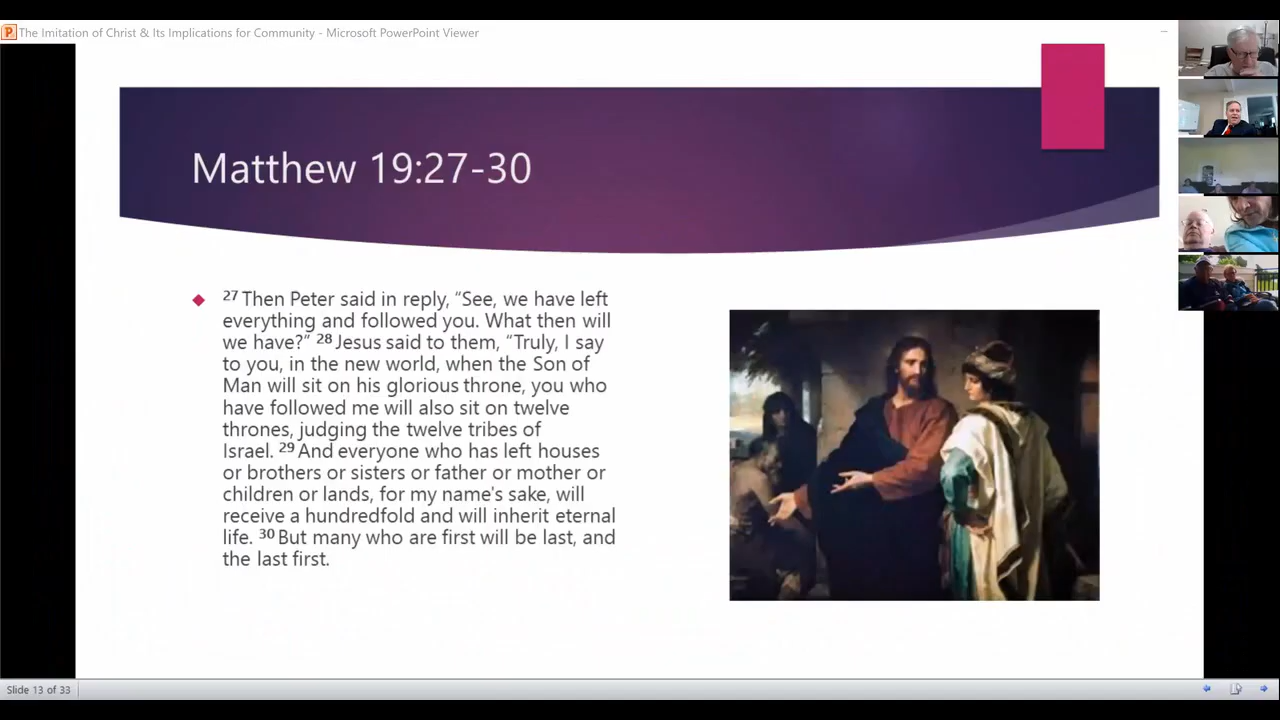 The Imitation of Christ & Its Implications for Community - Microsoft PowerPoint Viewer
Matthew 19:27-30
27 Then Peter said in reply, “See, we have left
everything and followed you. What then will
we have?” 28 Jesus said to them, “Truly, I say
to you, in the new world, when the Son of
Man will sit on his glorious throne, you who
have followed me will also sit on twelve
thrones, judging the twelve tribes of
Israel. 29 And everyone who has left houses
or brothers or sisters or father or mother or
children or lands, for my name's sake, will
receive a hundredfold and will inherit eternal
life. 30 But many who are first will be last, and
the last first.
Slide 13 of 33